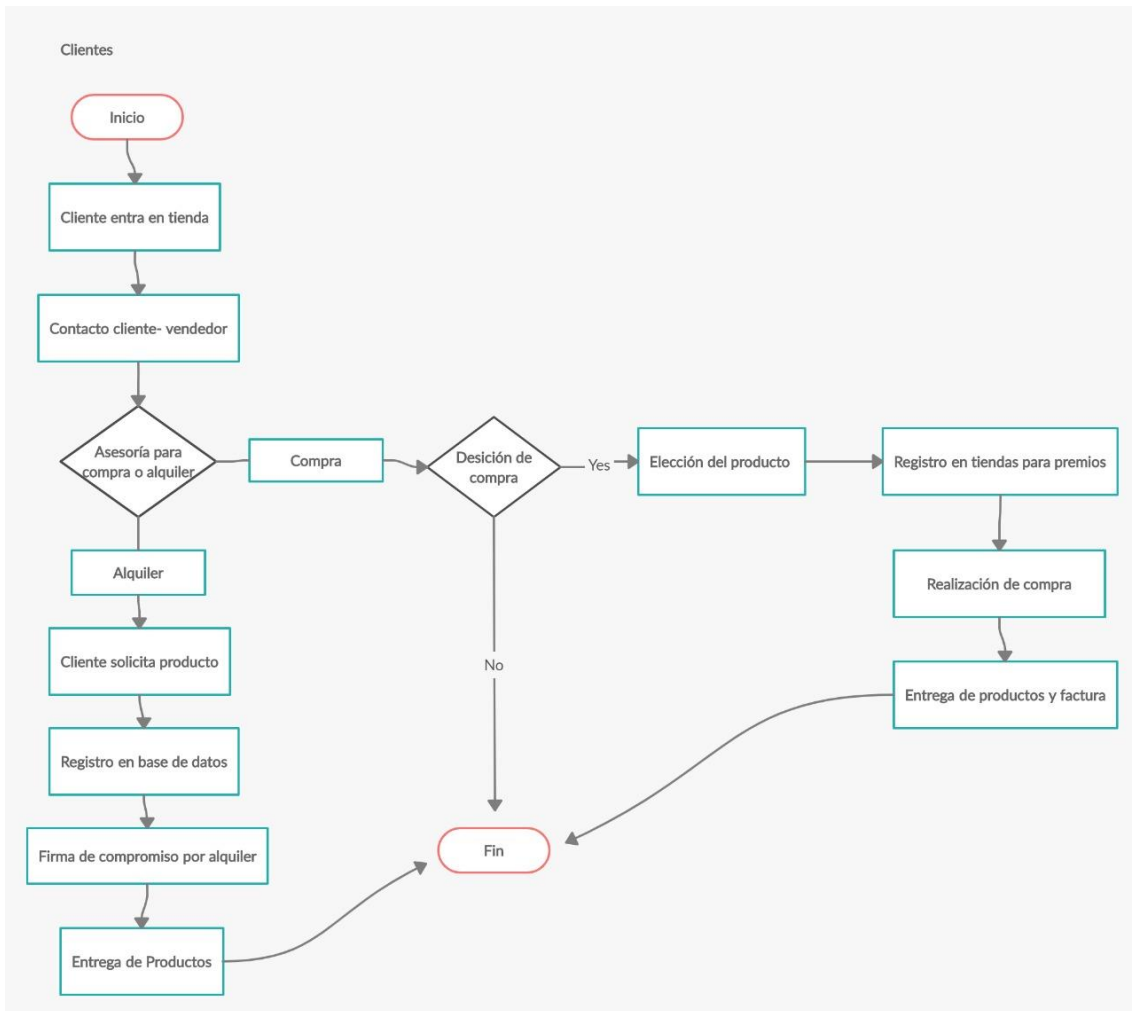 Clientes
Inicio
Cliente entra en tienda
Contacto cliente- vendedor
Asesoría para
compra o alquiler
Compra
Desición de
compra
Yes
Elección del producto
Registro en tiendas para premios
Realización de compra
Entrega de productos y factura
No
Alquiler
Cliente solicita producto
Registro en base de datos
Firma de compromiso por alquiler
Entrega de Productos
Fin